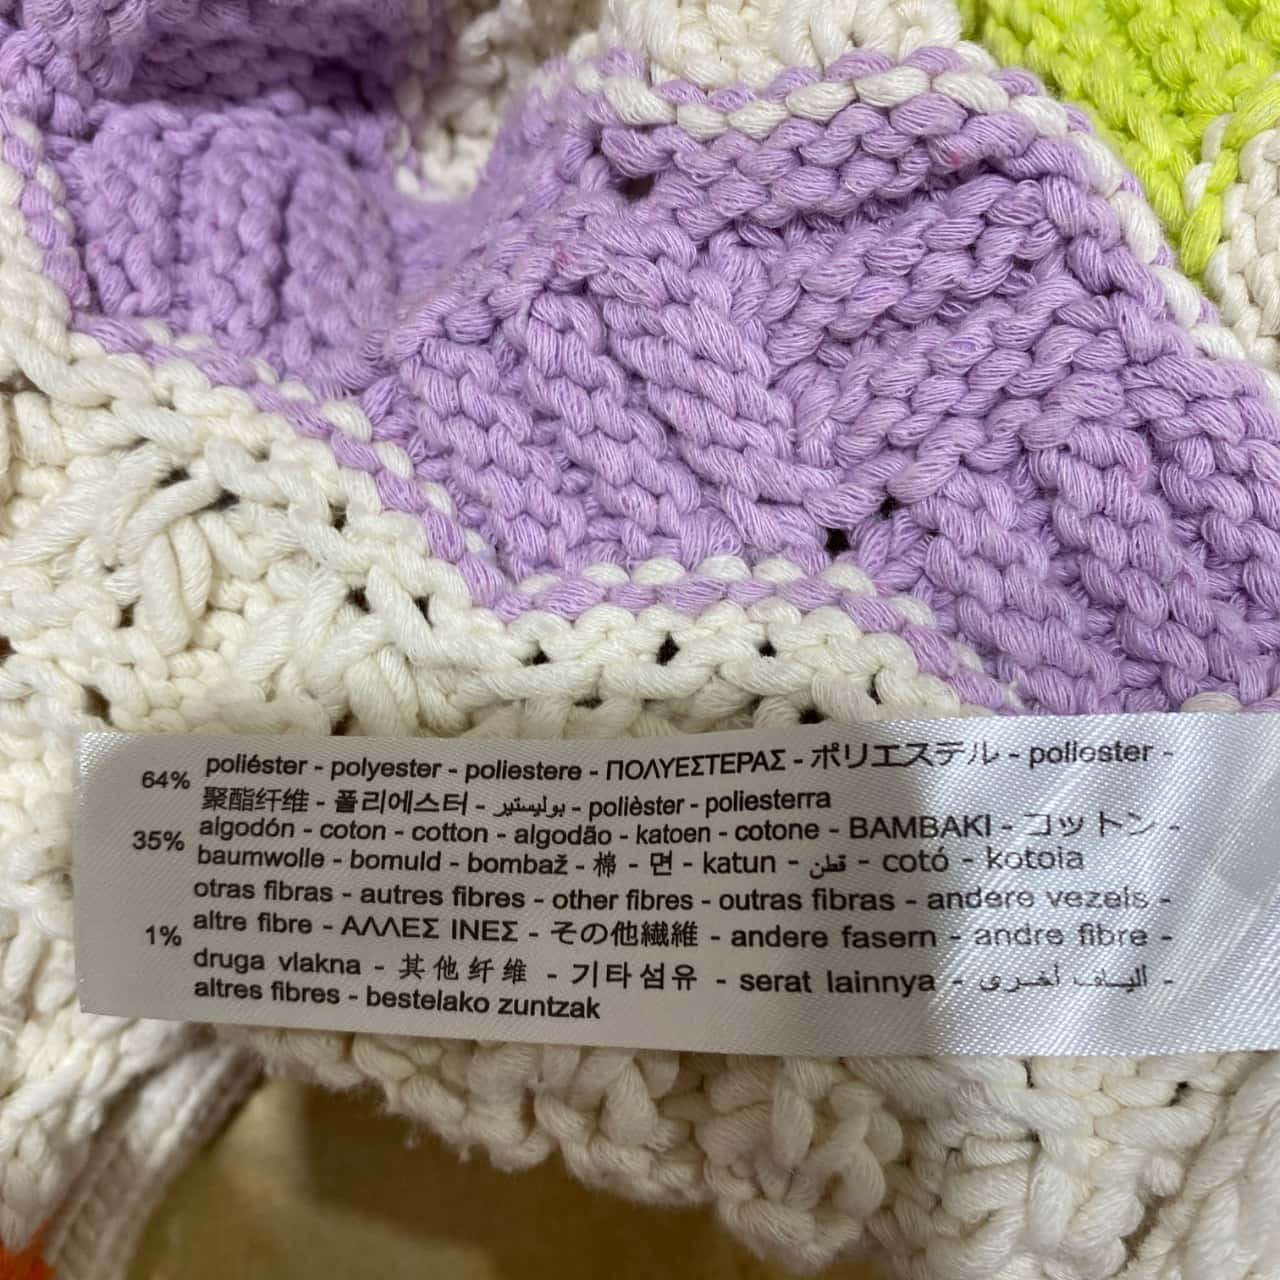 64% poliéster - polyester - poliestere - ΠΟΛΥΕΣΤΕΡΑΣ - ポリエステル - poliester -
聚酯纤维 - 폴리에스터 - بوليستير - polièster - poliesterra
35% algodón - coton - cotton - algodão - katoen - cotone - BAMBAKI - コットン -
baumwolle - bomuld - bombaž - 棉 - 면 - katun - قطن - cotó - kotoia
otras fibras - autres fibres - other fibres - outras fibras - andere vezels -
1% altre fibre - ΑΛΛΕΣ ΙΝΕΣ - その他繊維 - andere fasern - andre fibre -
druga vlakna - 其他纤维 - 기타섬유 - serat lainnya - ألياف أخرى -
altres fibres - bestelako zuntzak